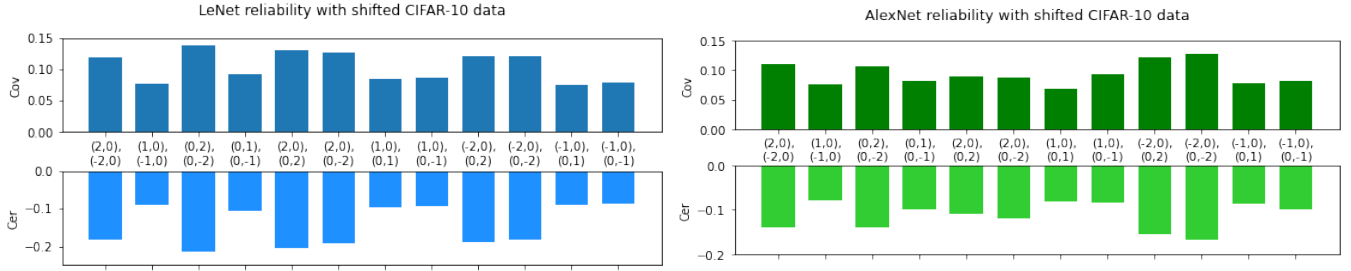 LeNet reliability with shifted CIFAR-10 data
0.15
0.10
0.05
0.00
Cov
(2,0), (1,0), (0,2), (0,1), (2,0), (2,0), (1,0), (1,0), (-2,0), (-2,0), (-1,0), (-1,0),
(-2,0) (-1,0) (0,-2) (0,-1) (0,2) (0,-2) (0,1) (0,-1) (0,2) (0,-2) (0,1) (0,-1)
0.0
−0.1
−0.2
Cer
AlexNet reliability with shifted CIFAR-10 data
0.15
0.10
0.05
0.00
Cov
(2,0), (1,0), (0,2), (0,1), (2,0), (2,0), (1,0), (1,0), (-2,0), (-2,0), (-1,0), (-1,0),
(-2,0) (-1,0) (0,-2) (0,-1) (0,2) (0,-2) (0,1) (0,-1) (0,2) (0,-2) (0,1) (0,-1)
0.0
−0.1
−0.2
Cer